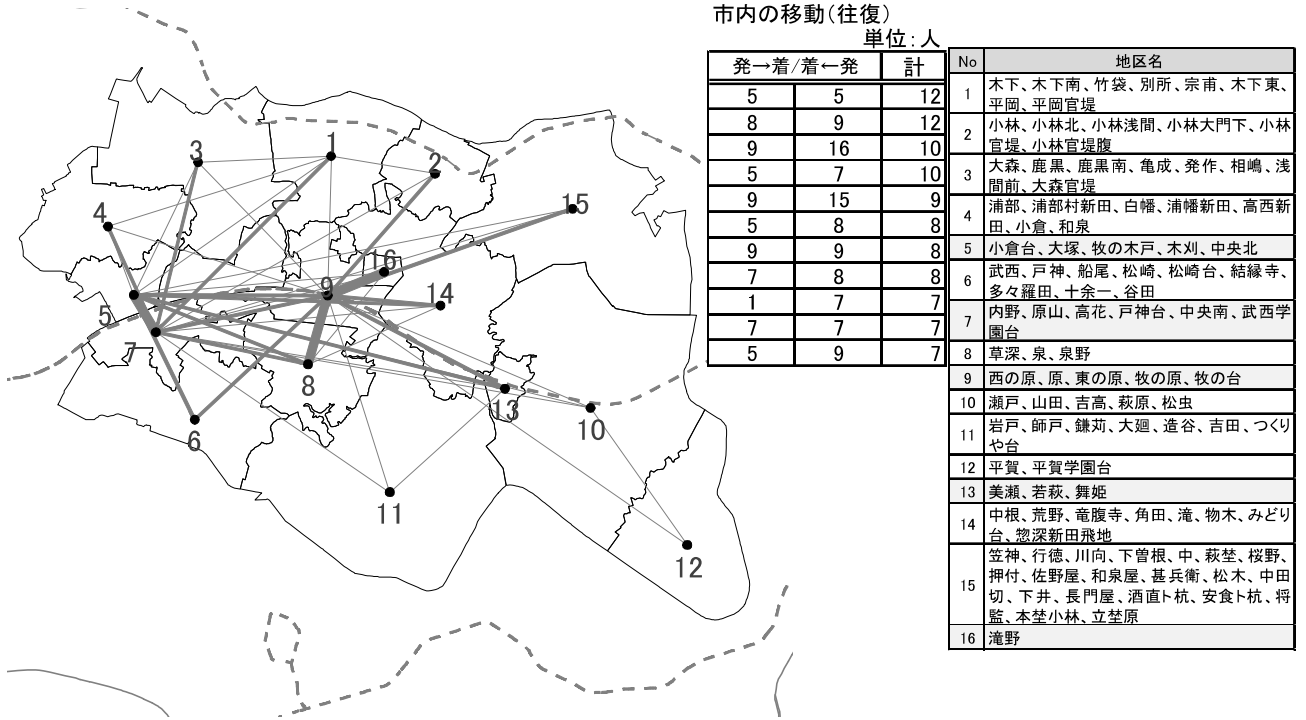 市内の移動(往復)
単位:人
発→着/着←発 計
5 5 12
8 9 12
9 16 10
5 7 10
9 15 9
5 8 8
9 9 8
7 8 8
1 7 7
7 7 7
5 9 7
No 地区名
1 木下、木下南、竹袋、別所、宗甫、木下東、
平岡、平岡官堤
2 小林、小林北、小林浅間、小林大門下、小林
官堤、小林官堤腹
3 大森、鹿黒、鹿黒南、亀成、発作、相嶋、浅
間前、大森官堤
4 浦部、浦部村新田、白幡、浦幡新田、高西新
田、小倉、和泉
5 小倉台、大塚、牧の木戸、木刈、中央北
6 武西、戸神、船尾、松崎、松崎台、結縁寺、
多々羅田、十余一、谷田
7 内野、原山、高花、戸神台、中央南、武西学
園台
8 草深、泉、泉野
9 西の原、原、東の原、牧の原、牧の台
10 瀬戸、山田、吉高、萩原、松虫
11 岩戸、師戸、鎌苅、大廻、造谷、吉田、つくり
や台
12 平賀、平賀学園台
13 美瀬、若萩、舞姫
14 中根、荒野、竜腹寺、角田、滝、物木、みどり
台、惣深新田飛地
15 笠神、行徳、川向、下曽根、中、萩埜、桜野、
押付、佐野屋、和泉屋、甚兵衛、松木、中田
切、下井、長門屋、酒直ト杭、安食ト杭、将
監、本埜小林、立埜原
16 滝野
1
3
2
15
4
16
9
14
5
7
8
13
10
6
11
12